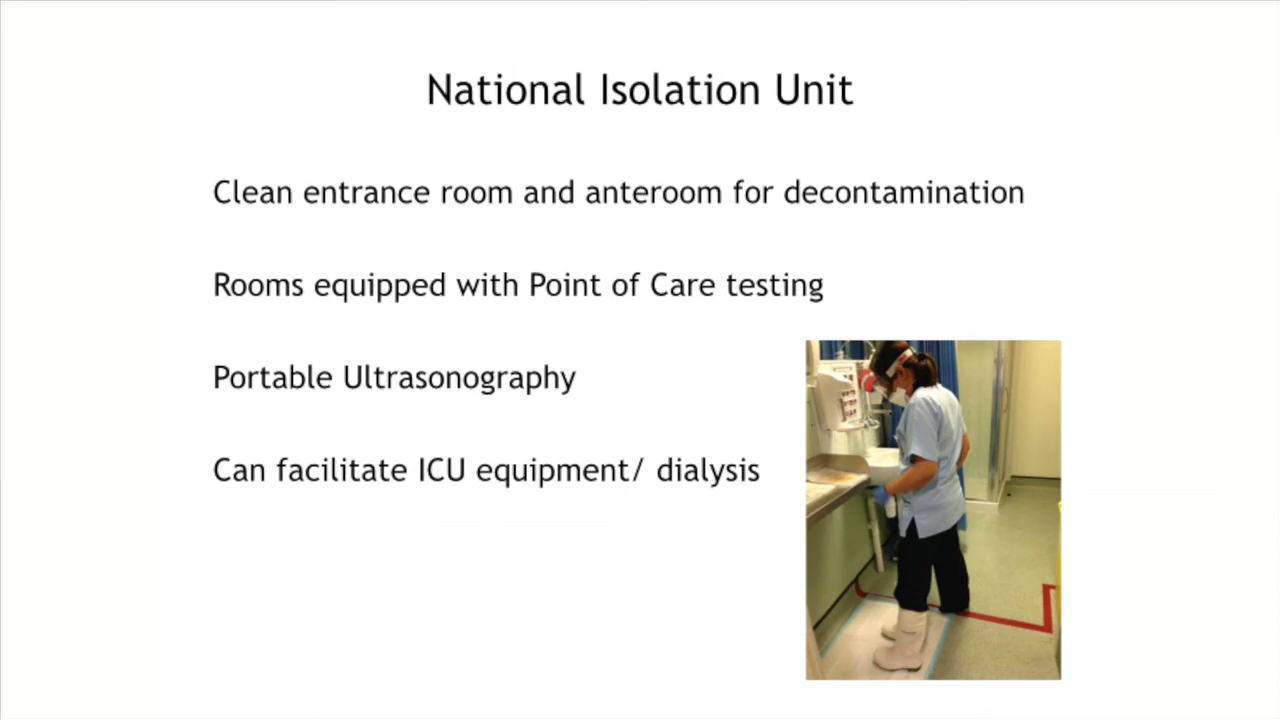 National Isolation Unit
Clean entrance room and anteroom for decontamination
Rooms equipped with Point of Care testing
Portable Ultrasonography
Can facilitate ICU equipment/ dialysis